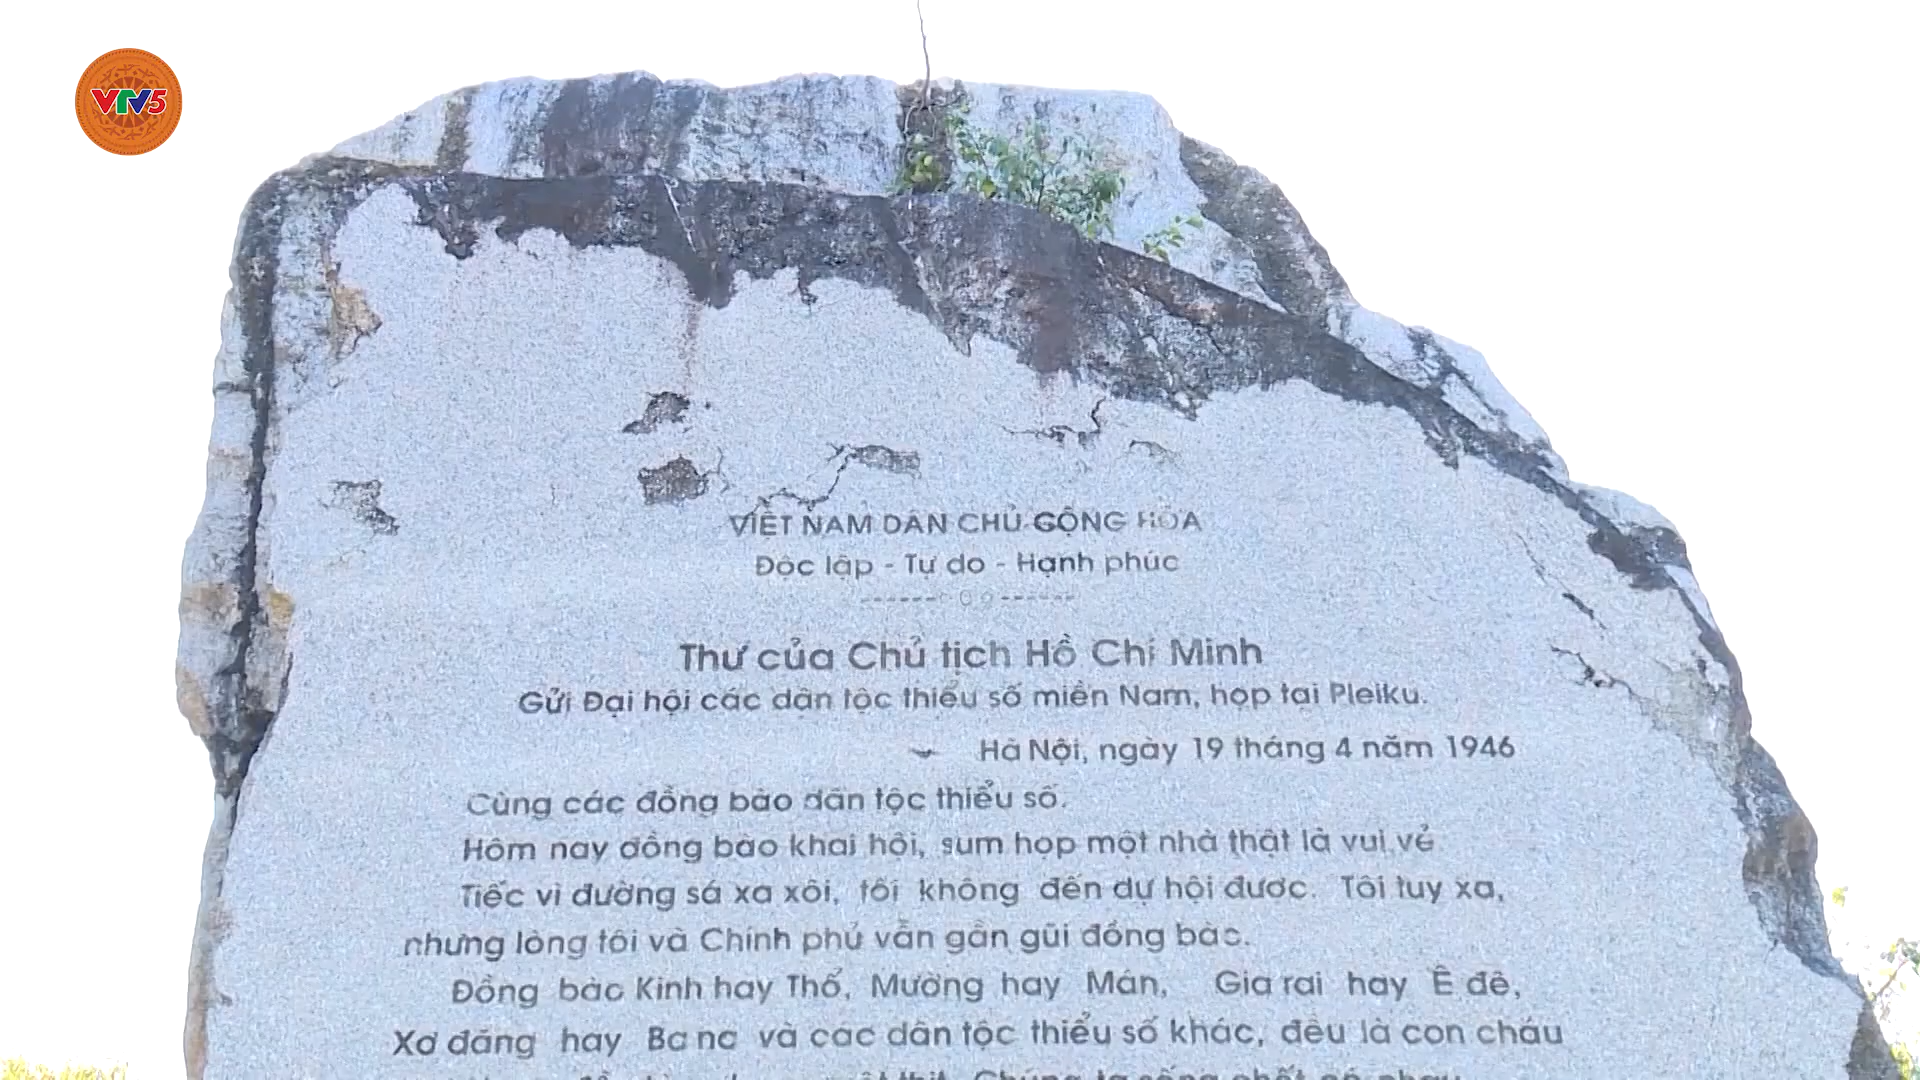 VTV5
VIỆT NAM DÂN CHỦ CỘNG HÒA
Độc lập - Tự do - Hạnh phúc
Thư của Chủ tịch Hồ Chí Minh
Gửi Đại hội các dân tộc thiểu số miền Nam, họp tại Pleiku.
Hà Nội, ngày 19 tháng 4 năm 1946
Cùng các đồng bào dân tộc thiểu số.
Hôm nay đồng bào khai hội, sum họp một nhà thật là vui vẻ.
Tiếc vì đường sá xa xôi, tôi không đến dự hội được. Tôi tuy xa,
nhưng lòng tôi và Chính phủ vẫn gần gũi đồng bào.
Đồng bào Kinh hay Thổ, Mường hay Mán, Gia rai hay Ê đê,
Xơ đăng hay Ba na và các dân tộc thiểu số khác, đều là con cháu